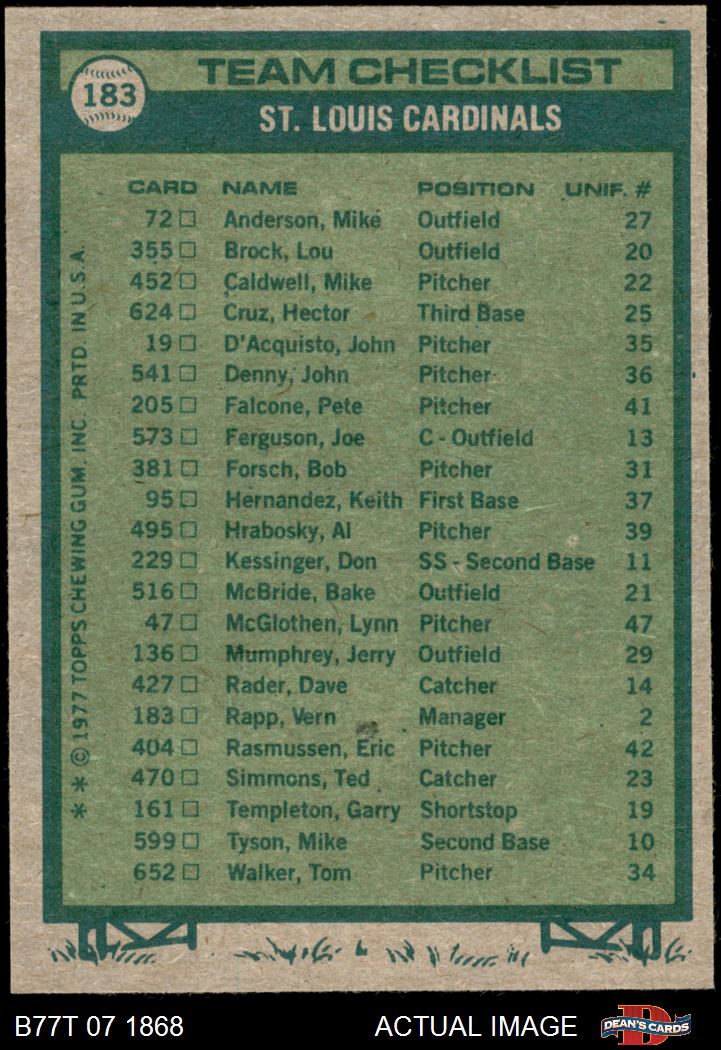 183
TEAM CHECKLIST
ST. LOUIS CARDINALS
CARD NAME POSITION UNIF. #
72 □ Anderson, Mike Outfield 27
355 □ Brock, Lou Outfield 20
452 □ Caldwell, Mike Pitcher 22
624 □ Cruz, Hector Third Base 25
19 □ D'Acquisto, John Pitcher 35
541 □ Denny, John Pitcher 36
205 □ Falcone, Pete Pitcher 41
573 □ Ferguson, Joe C - Outfield 13
381 □ Forsch, Bob Pitcher 31
95 □ Hernandez, Keith First Base 37
495 □ Hrabosky, Al Pitcher 39
229 □ Kessinger, Don SS - Second Base 11
516 □ McBride, Bake Outfield 21
47 □ McGlothen, Lynn Pitcher 47
136 □ Mumphrey, Jerry Outfield 29
427 □ Rader, Dave Catcher 14
183 □ Rapp, Vern Manager 2
404 □ Rasmussen, Eric Pitcher 42
470 □ Simmons, Ted Catcher 23
161 □ Templeton, Garry Shortstop 19
599 □ Tyson, Mike Second Base 10
652 □ Walker, Tom Pitcher 34
* * © 1977 TOPPS CHEWING GUM, INC. PRTD. IN U.S.A.
B77T 07 1868 ACTUAL IMAGE
D
DEAN'S CARDS